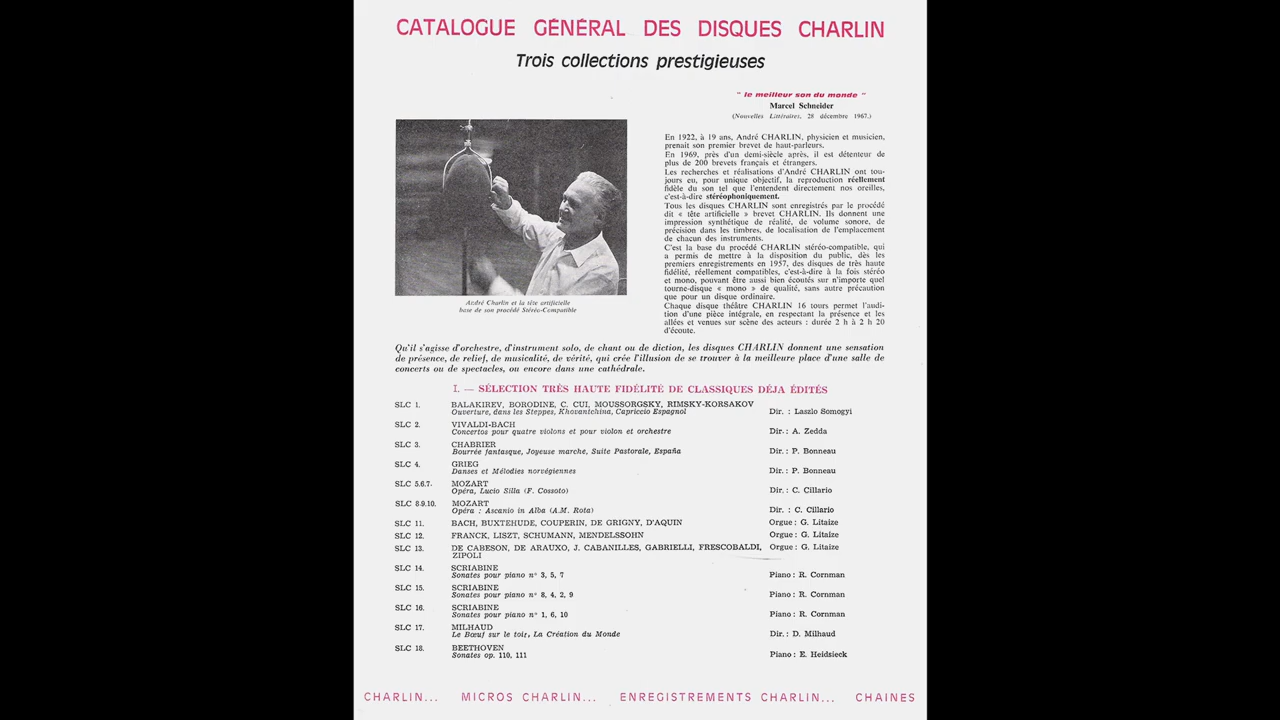 CATALOGUE GÉNÉRAL DES DISQUES CHARLIN
Trois collections prestigieuses
" le meilleur son du monde "
Marcel Schneider
(Nouvelles Littéraires, 28 décembre 1967.)
En 1922, à 19 ans, André CHARLIN, physicien et musicien,
prenait son premier brevet de haut-parleurs.
En 1969, près d'un demi-siècle après, il est détenteur de
plus de 200 brevets français et étrangers.
Les recherches et réalisations d'André CHARLIN ont tou-
jours eu, pour unique objectif, la reproduction réellement
fidèle du son tel que l'entendent directement nos oreilles,
c'est-à-dire stéréophoniquement.
Tous les disques CHARLIN sont enregistrés par le procédé
dit « tête artificielle » brevet CHARLIN. Ils donnent une
impression synthétique de réalité, de volume sonore, de
précision dans les timbres, de localisation de l'emplacement
de chacun des instruments.
C'est la base du procédé CHARLIN stéréo-compatible, qui
a permis de mettre à la disposition du public, dès les
premiers enregistrements en 1957, des disques de très haute
fidélité, réellement compatibles, c'est-à-dire à la fois stéréo
et mono, pouvant être aussi bien écoutés sur n'importe quel
tourne-disque « mono » de qualité, sans autre précaution
que pour un disque ordinaire.
Chaque disque théâtre CHARLIN 16 tours permet l'audi-
tion d'une pièce intégrale, en respectant la présence et les
allées et venues sur scène des acteurs : durée 2 h à 2 h 20
d'écoute.
André Charlin et la tête artificielle
base de son procédé Stéréo-Compatible
Qu'il s'agisse d'orchestre, d'instrument solo, de chant ou de diction, les disques CHARLIN donnent une sensation
de présence, de relief, de musicalité, de vérité, qui crée l'illusion de se trouver à la meilleure place d'une salle de
concerts ou de spectacles, ou encore dans une cathédrale.
I. — SÉLECTION TRÈS HAUTE FIDÉLITÉ DE CLASSIQUES DÉJA ÉDITÉS
SLC 1. BALAKIREV, BORODINE, C. CUI, MOUSSORGSKY, RIMSKY-KORSAKOV
Ouverture, dans les Steppes, Khovantchina, Capriccio Espagnol Dir. : Laszlo Somogyi
SLC 2. VIVALDI-BACH
Concertos pour quatre violons et pour violon et orchestre Dir. : A. Zedda
SLC 3. CHABRIER
Bourrée fantasque, Joyeuse marche, Suite Pastorale, España Dir. : P. Bonneau
SLC 4. GRIEG
Danses et Mélodies norvégiennes Dir. : P. Bonneau
SLC 5.6.7. MOZART
Opéra, Lucio Silla (F. Cossoto) Dir. : C. Cillario
SLC 8.9.10. MOZART
Opéra : Ascanio in Alba (A.M. Rota) Dir. : C. Cillario
SLC 11. BACH, BUXTEHUDE, COUPERIN, DE GRIGNY, D'AQUIN Orgue : G. Litaize
SLC 12. FRANCK, LISZT, SCHUMANN, MENDELSSOHN Orgue : G. Litaize
SLC 13. DE CABESON, DE ARAUXO, J. CABANILLES, GABRIELLI, FRESCOBALDI, Orgue : G. Litaize
ZIPOLI
SLC 14. SCRIABINE
Sonates pour piano n° 3, 5, 7 Piano : R. Cornman
SLC 15. SCRIABINE
Sonates pour piano n° 8, 4, 2, 9 Piano : R. Cornman
SLC 16. SCRIABINE
Sonates pour piano n° 1, 6, 10 Piano : R. Cornman
SLC 17. MILHAUD
Le Bœuf sur le toit, La Création du Monde Dir. : D. Milhaud
SLC 18. BEETHOVEN
Sonates op. 110, 111 Piano : E. Heidsieck
CHARLIN... MICROS CHARLIN... ENREGISTREMENTS CHARLIN... CHAINES